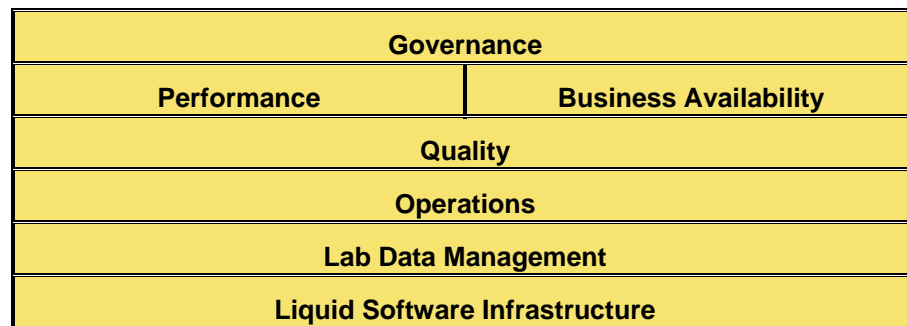 Governance
Performance
Business Availability
Quality
Operations
Lab Data Management
Liquid Software Infrastructure